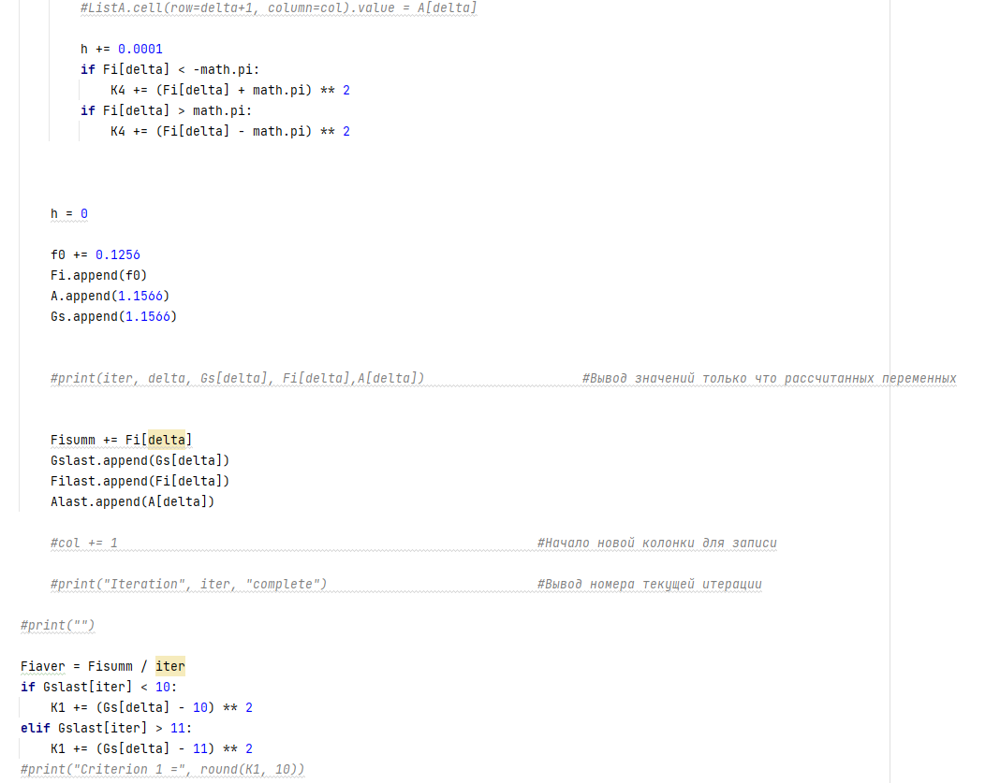 #ListA.cell(row=delta+1, column=col).value = A[delta]
h += 0.0001
if Fi[delta] < -math.pi:
K4 += (Fi[delta] + math.pi) ** 2
if Fi[delta] > math.pi:
K4 += (Fi[delta] - math.pi) ** 2
h = 0
f0 += 0.1256
Fi.append(f0)
A.append(1.1566)
Gs.append(1.1566)
#print(iter, delta, Gs[delta], Fi[delta],A[delta]) #Вывод значений только что рассчитанных переменных
Fisumm += Fi[delta]
Gslast.append(Gs[delta])
Filast.append(Fi[delta])
Alast.append(A[delta])
#col += 1 #Начало новой колонки для записи
#print("Iteration", iter, "complete") #Вывод номера текущей итерации
#print("")
Fiaver = Fisumm / iter
if Gslast[iter] < 10:
K1 += (Gs[delta] - 10) ** 2
elif Gslast[iter] > 11:
K1 += (Gs[delta] - 11) ** 2
#print("Criterion 1 =", round(K1, 10))